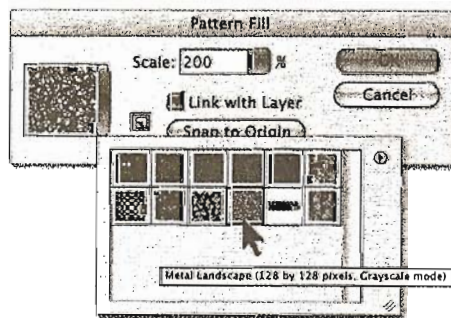 Pattern Fill
Scale: 200 %
OK
Link with Layer
Cancel
Snap to Origin
Metal Landscape (128 by 128 pixels, Grayscale mode)